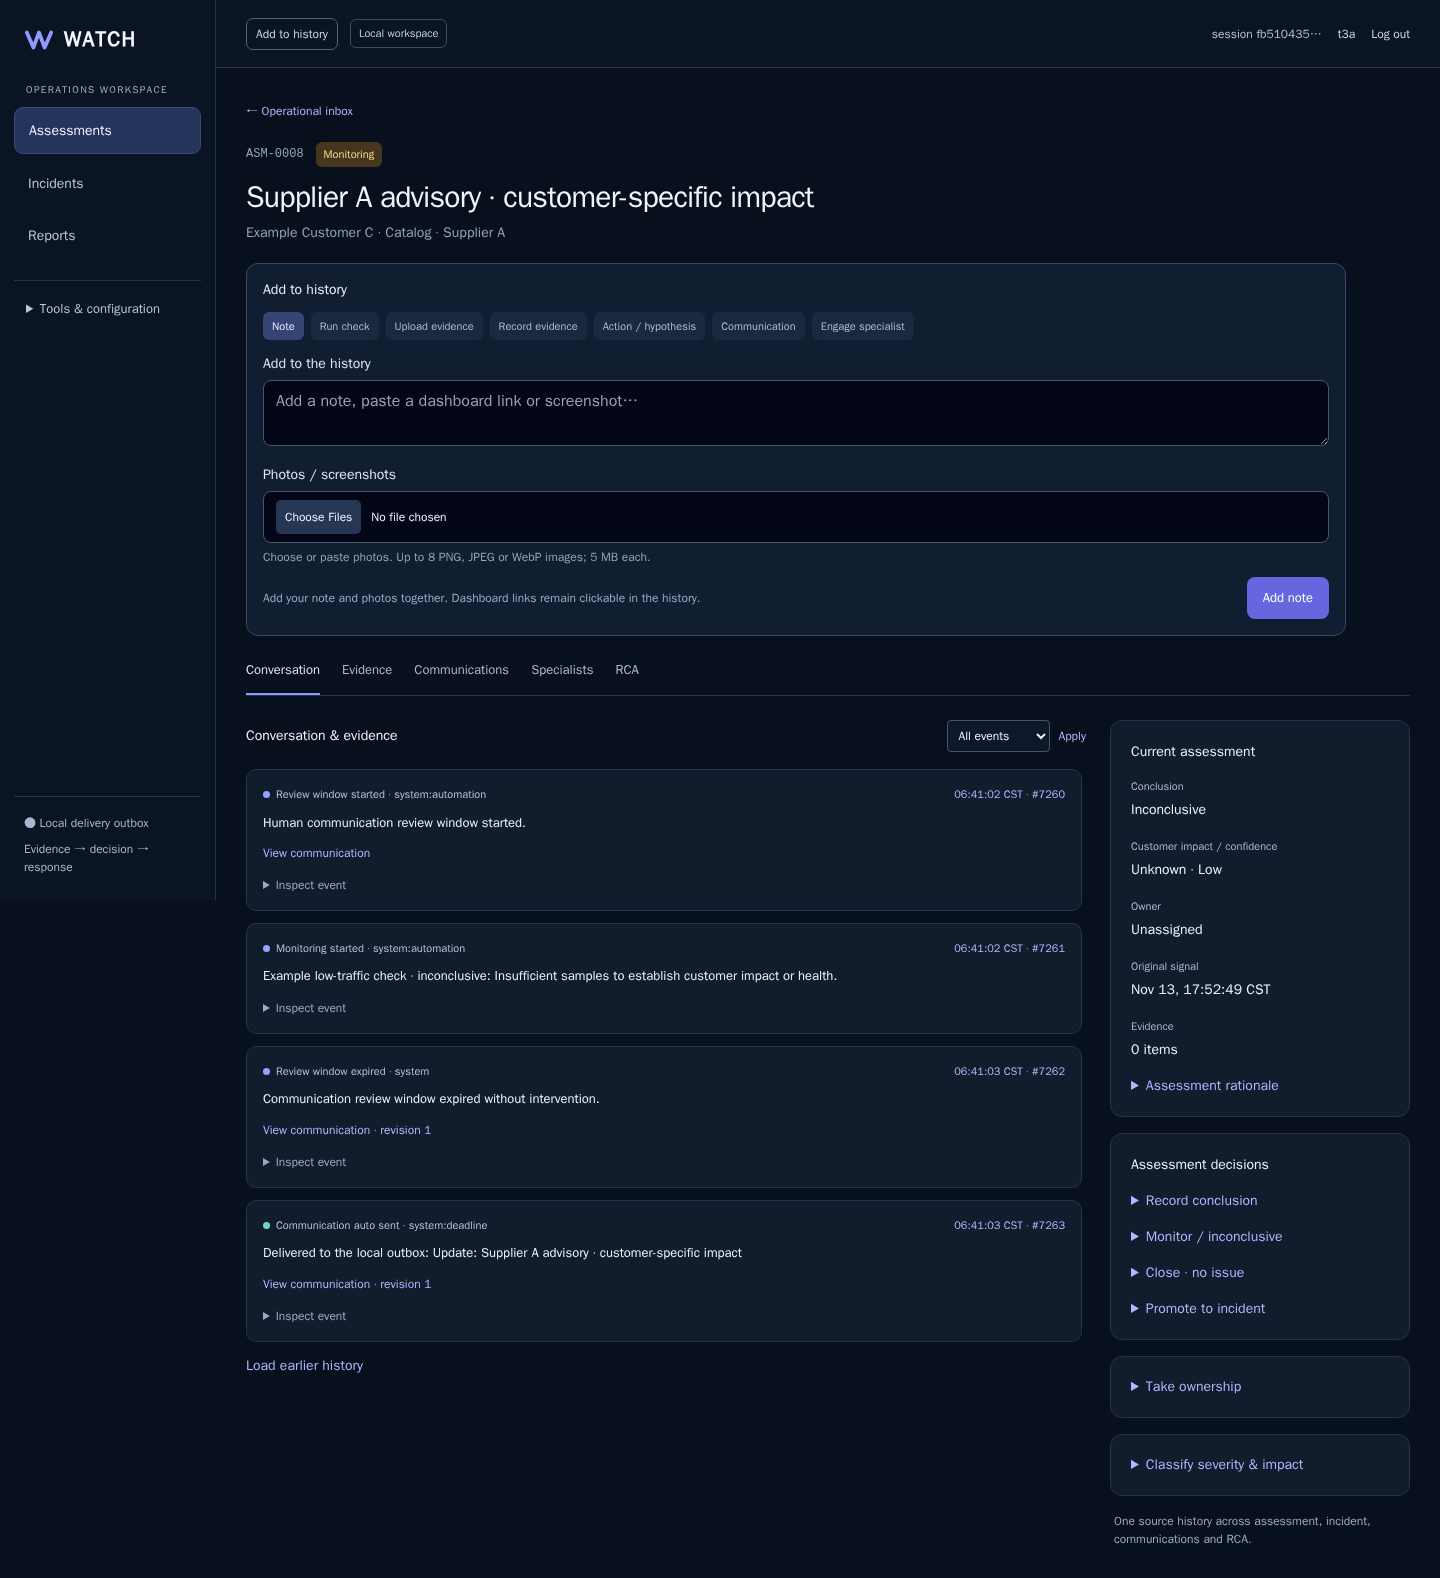 WATCH
OPERATIONS WORKSPACE
Assessments
Incidents
Reports
Tools & configuration
Local delivery outbox
Evidence → decision →
response
Add to history
Local workspace
session fb510435…
t3a
Log out
← Operational inbox
ASM-0008
Monitoring
Supplier A advisory · customer-specific impact
Example Customer C · Catalog · Supplier A
Add to history
Note
Run check
Upload evidence
Record evidence
Action / hypothesis
Communication
Engage specialist
Add to the history
Add a note, paste a dashboard link or screenshot…
Photos / screenshots
Choose Files No file chosen
Choose or paste photos. Up to 8 PNG, JPEG or WebP images; 5 MB each.
Add your note and photos together. Dashboard links remain clickable in the history.
Add note
Conversation
Evidence
Communications
Specialists
RCA
Conversation & evidence
All events
Apply
Review window started · system:automation
06:41:02 CST · #7260
Human communication review window started.
View communication
Inspect event
Monitoring started · system:automation
06:41:02 CST · #7261
Example low-traffic check · inconclusive: Insufficient samples to establish customer impact or health.
Inspect event
Review window expired · system
06:41:03 CST · #7262
Communication review window expired without intervention.
View communication · revision 1
Inspect event
Communication auto sent · system:deadline
06:41:03 CST · #7263
Delivered to the local outbox: Update: Supplier A advisory · customer-specific impact
View communication · revision 1
Inspect event
Load earlier history
Current assessment
Conclusion
Inconclusive
Customer impact / confidence
Unknown · Low
Owner
Unassigned
Original signal
Nov 13, 17:52:49 CST
Evidence
0 items
Assessment rationale
Assessment decisions
Record conclusion
Monitor / inconclusive
Close · no issue
Promote to incident
Take ownership
Classify severity & impact
One source history across assessment, incident,
communications and RCA.